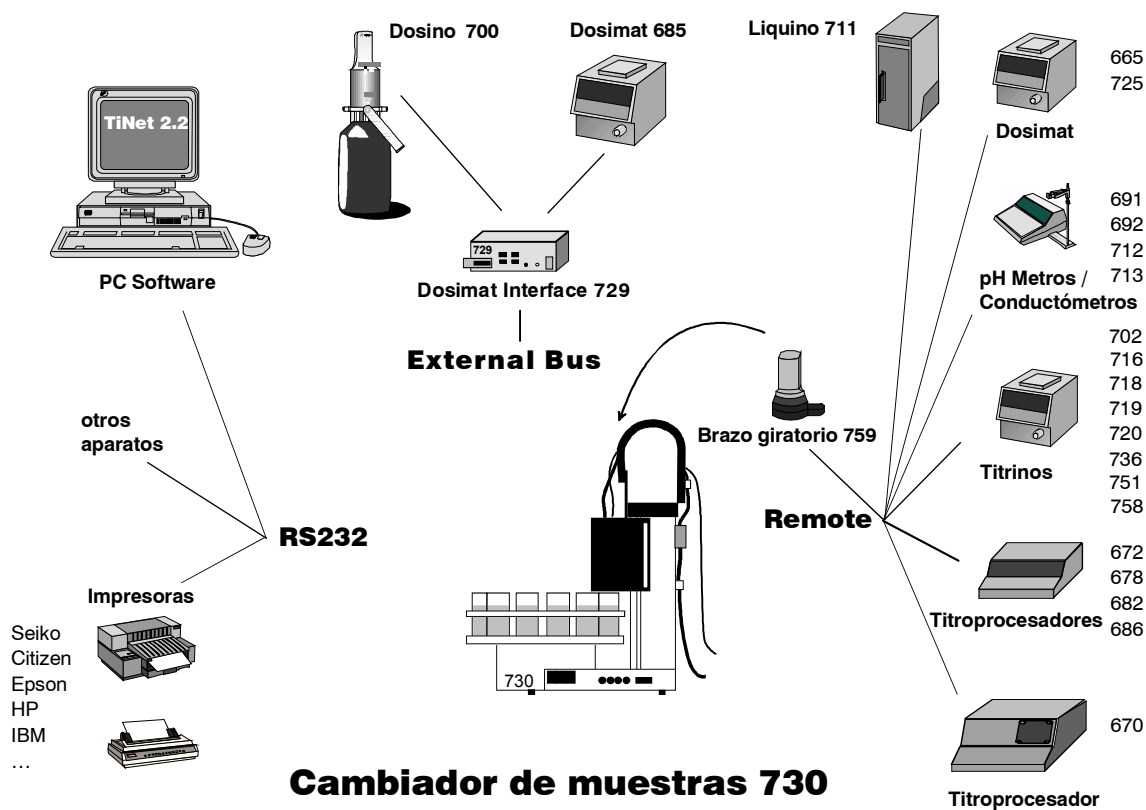 Dosino 700
Dosimat 685
Liquino 711
665
725
TiNet 2.2
Dosimat
PC Software
729
Dosimat Interface 729
691
692
712
713
pH Metros /
Conductómetros
External Bus
702
716
718
719
720
736
751
758
Brazo giratorio 759
Titrinos
otros
aparatos
RS232
Remote
672
678
682
686
Titroprocesadores
Impresoras
Seiko
Citizen
Epson
HP
IBM
…
730
670
Cambiador de muestras 730
Titroprocesador